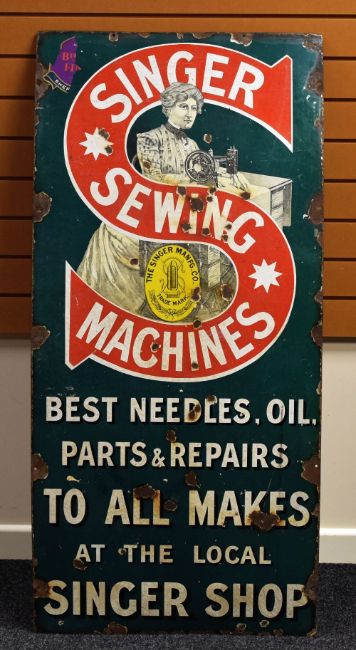 SINGER
SEWING
MACHINES
THE SINGER MANFG. CO.
TRADE MARK
BEST NEEDLES, OIL,
PARTS & REPAIRS
TO ALL MAKES
AT THE LOCAL
SINGER SHOP